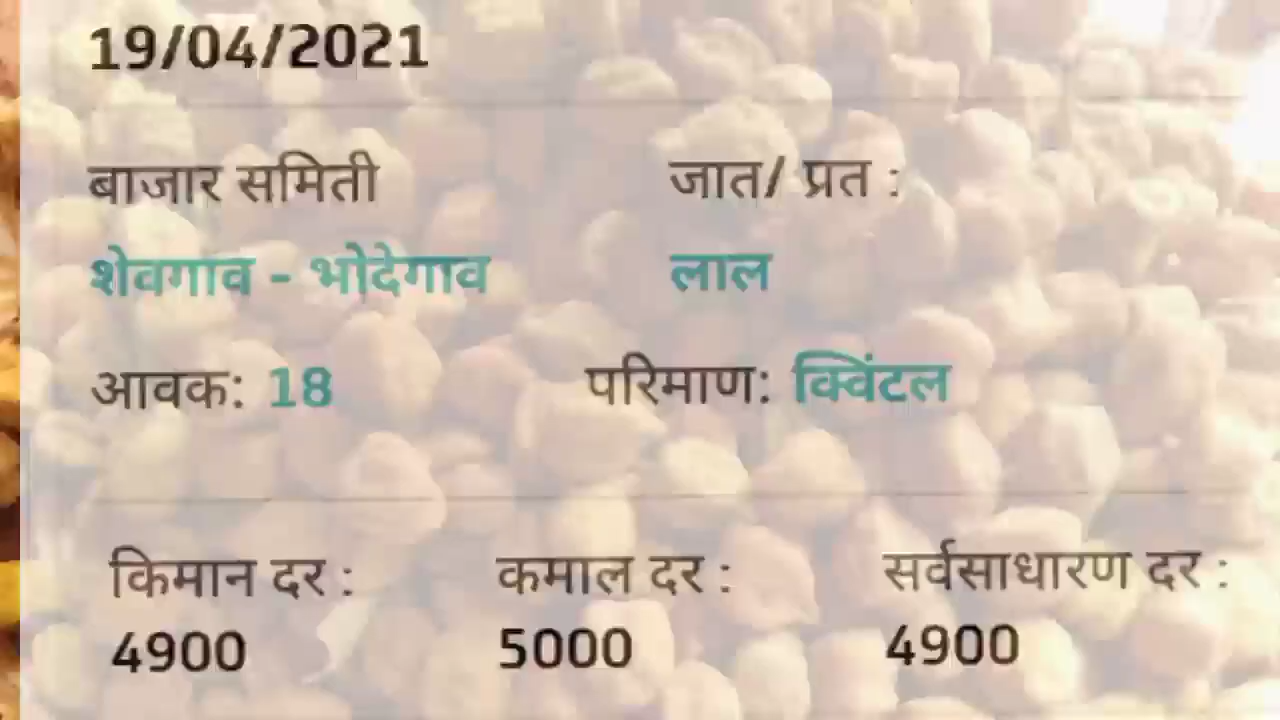 19/04/2021
बाजार समिती जात/ प्रत :
शेवगाव - भोदेगाव लाल
आवक: 18 परिमाण: क्विंटल
किमान दर : कमाल दर : सर्वसाधारण दर :
4900 5000 4900